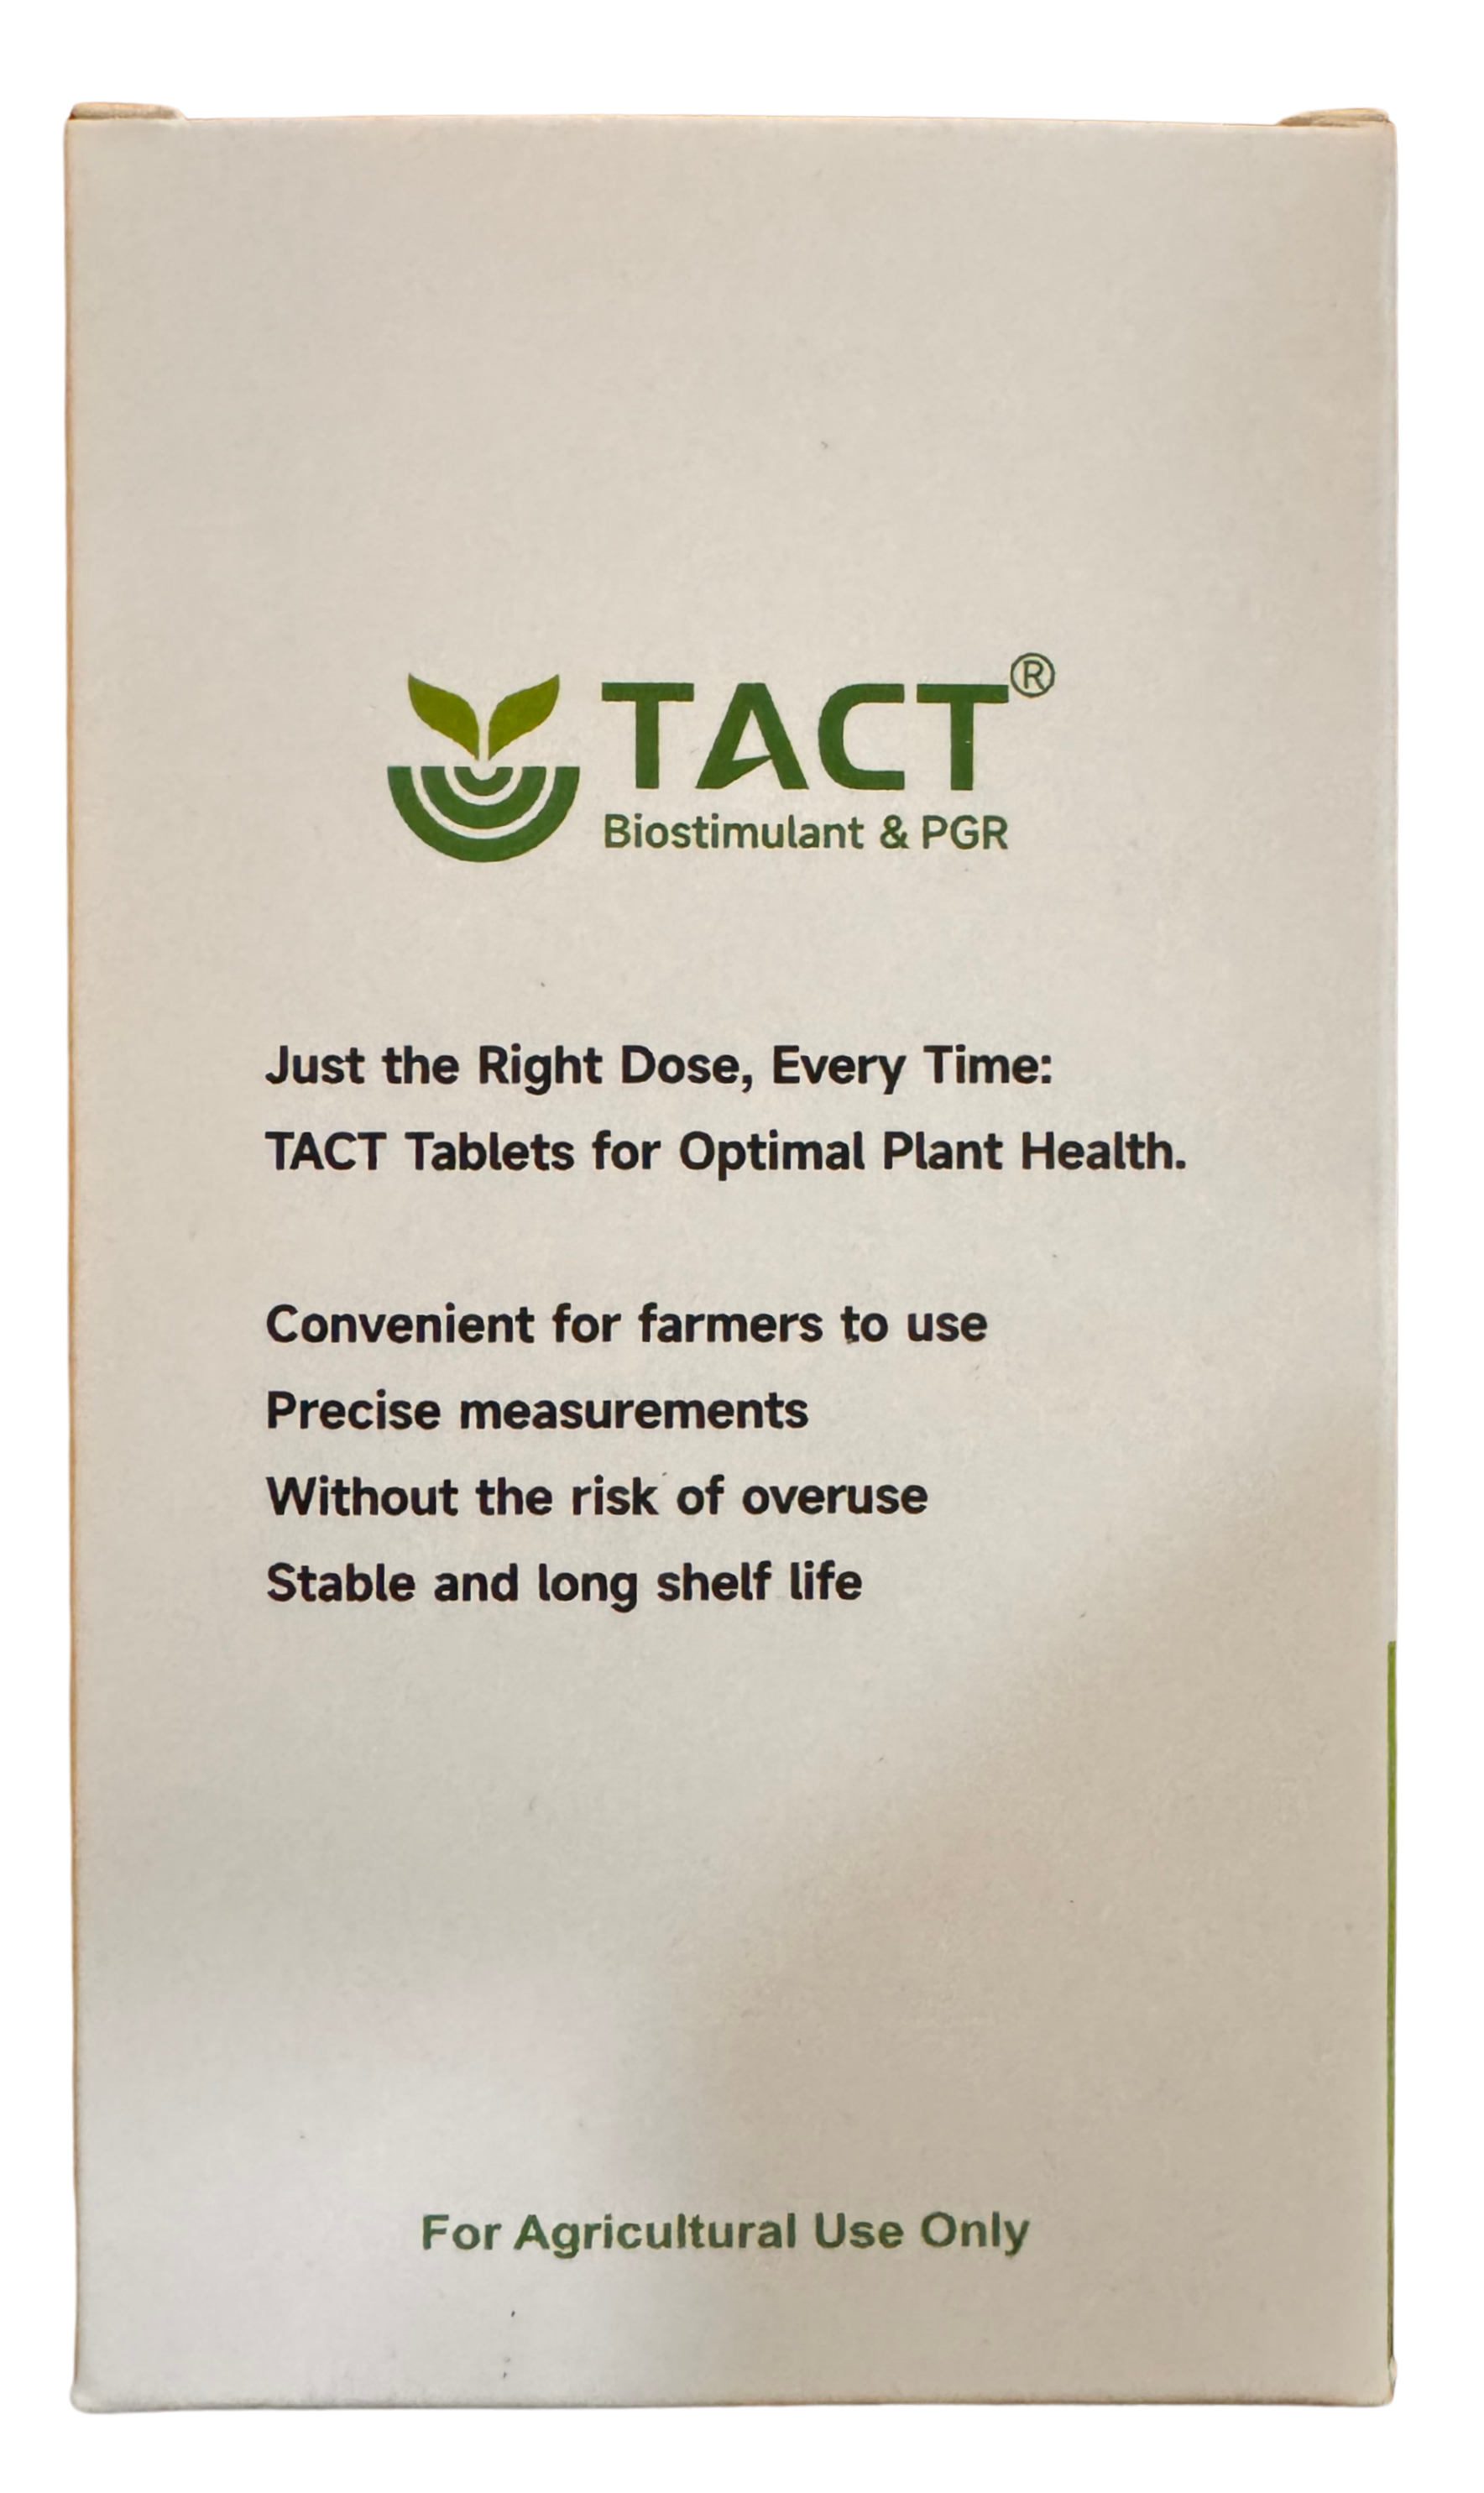 TACT®
Biostimulant & PGR
Just the Right Dose, Every Time:
TACT Tablets for Optimal Plant Health.
Convenient for farmers to use
Precise measurements
Without the risk of overuse
Stable and long shelf life
For Agricultural Use Only